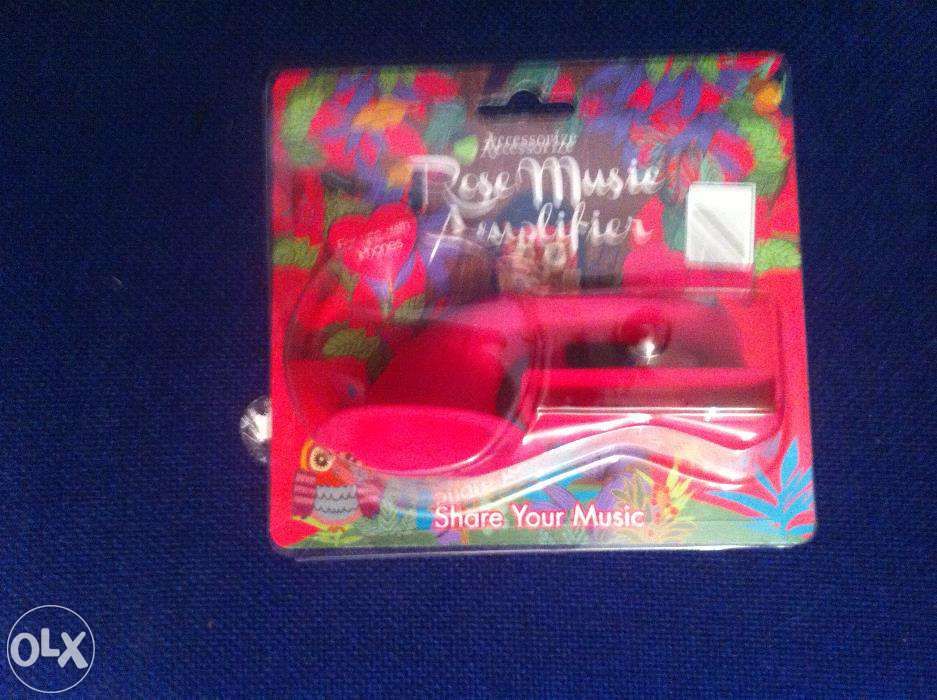 Accessorize
Rose Music
Amplifier
Share Your Music
OLX